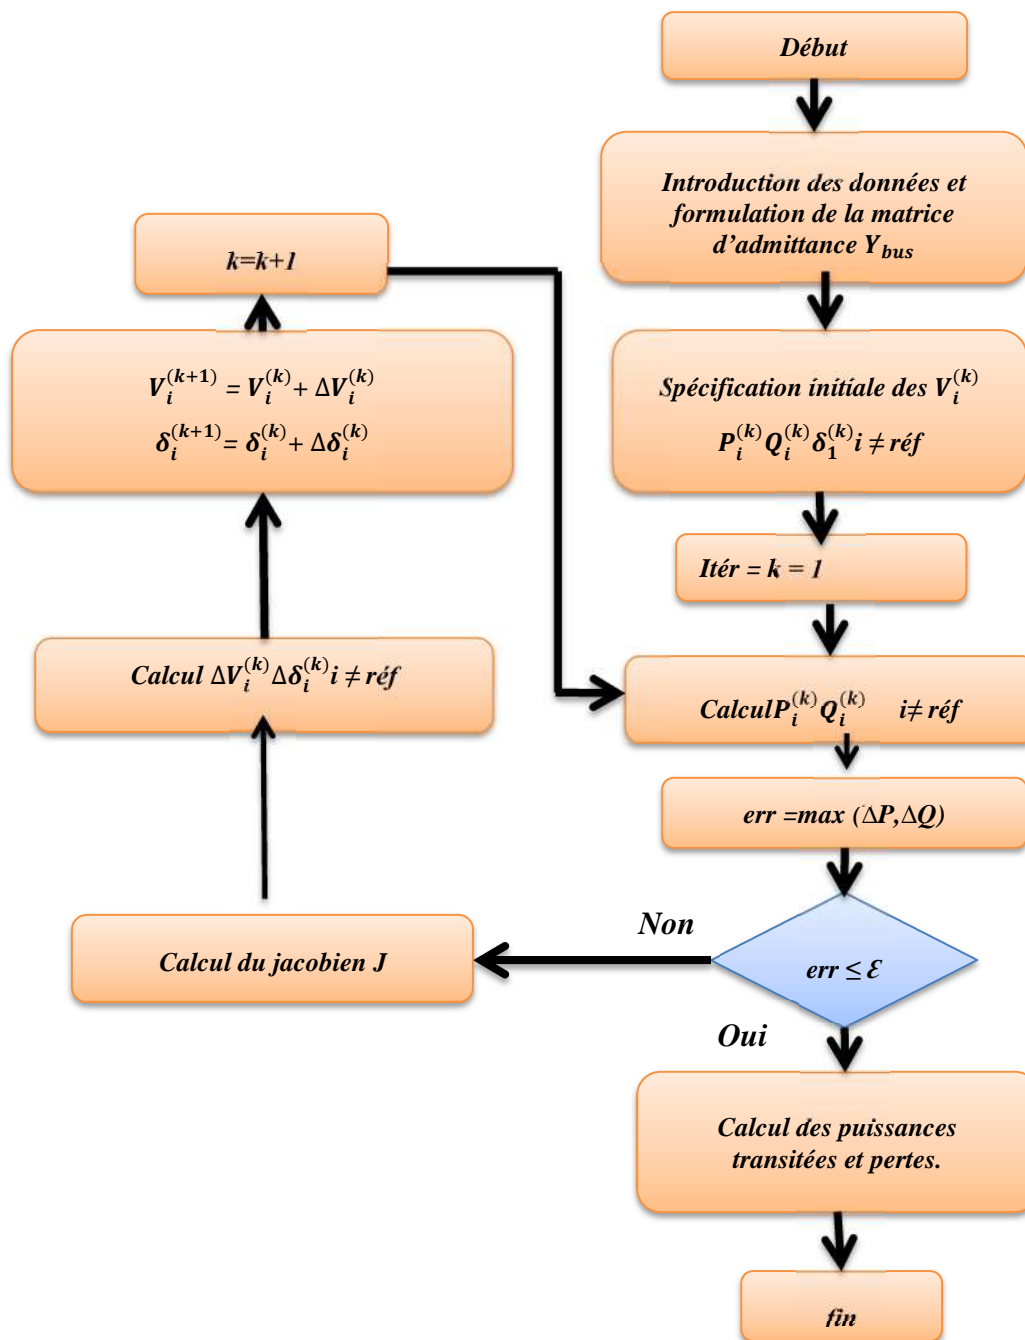 Début
Introduction des données et
formulation de la matrice
d'admittance Y_bus
Spécification initiale des V_i^(k)
P_i^(k) Q_i^(k) δ_1^(k) i ≠ réf
Itér = k = 1
CalculP_i^(k) Q_i^(k) i≠ réf
err =max (ΔP,ΔQ)
err ≤ ℰ
Non
Oui
Calcul du jacobien J
Calcul ΔV_i^(k) Δδ_i^(k) i ≠ réf
V_i^(k+1) = V_i^(k) + ΔV_i^(k)
δ_i^(k+1) = δ_i^(k) + Δδ_i^(k)
k=k+1
Calcul des puissances
transitées et pertes.
fin